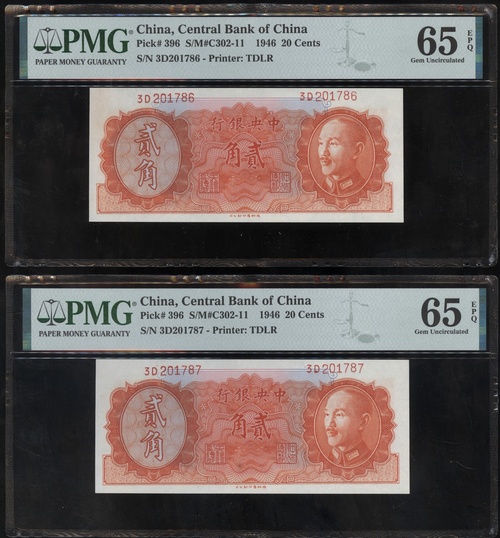 PMG
PAPER MONEY GUARANTY
China, Central Bank of China
Pick# 396 S/M#C302-11 1946 20 Cents
S/N 3D201786 - Printer: TDLR
65 EPQ
Gem Uncirculated
3D201786 3D201786
行銀央中
貳角
角貳
PMG
PAPER MONEY GUARANTY
China, Central Bank of China
Pick# 396 S/M#C302-11 1946 20 Cents
S/N 3D201787 - Printer: TDLR
65 EPQ
Gem Uncirculated
3D201787 3D201787
行銀央中
貳角
角貳